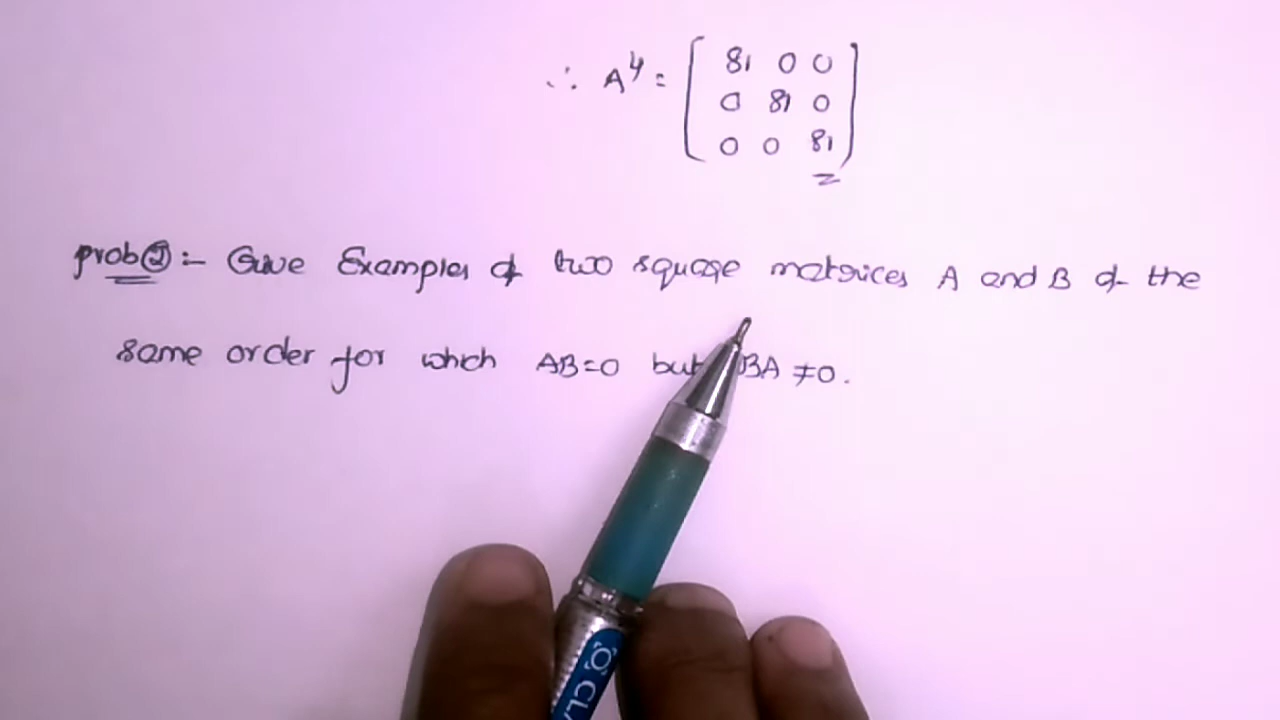 ∴ A⁴ = [ 81 0 0
0 81 0
0 0 81 ]
prob②:- Give Examples of two square matrices A and B of the
same order for which AB=0 but BA ≠0.
CLA